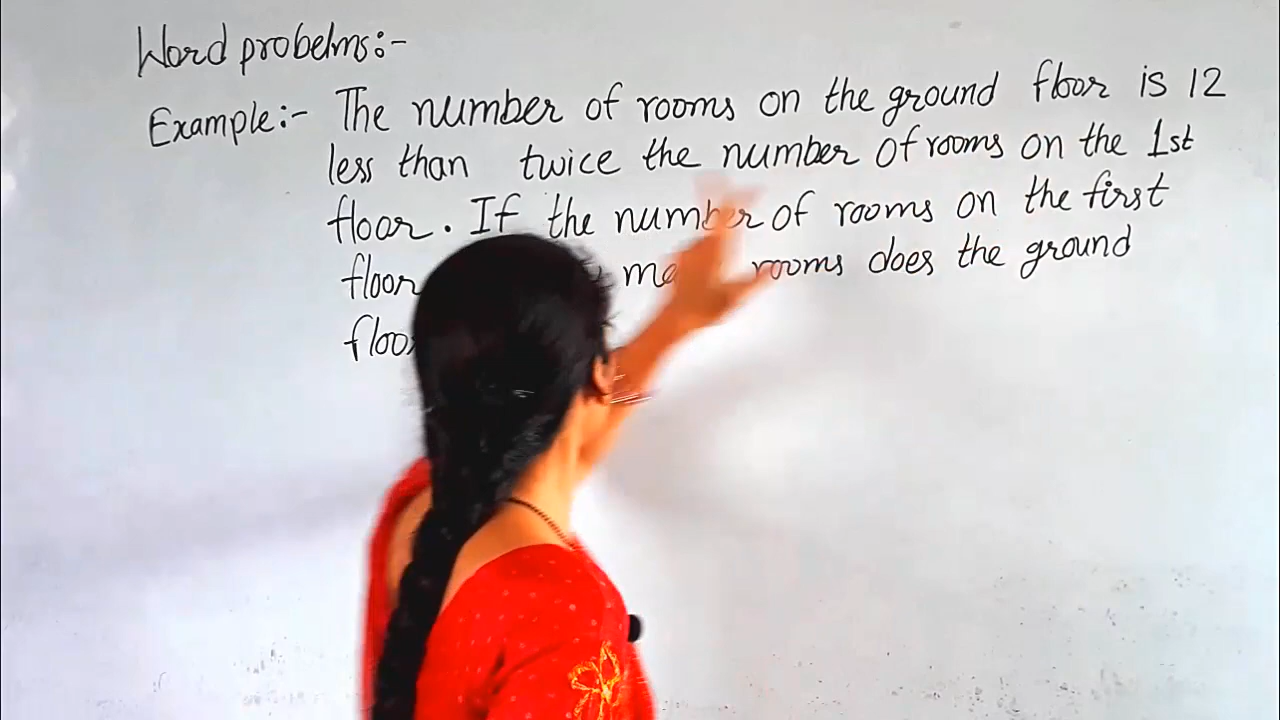 Word probelms:-
Example:- The number of rooms on the ground floor is 12
less than twice the number of rooms on the 1st
floor. If the number of rooms on the first
floor rooms does the ground